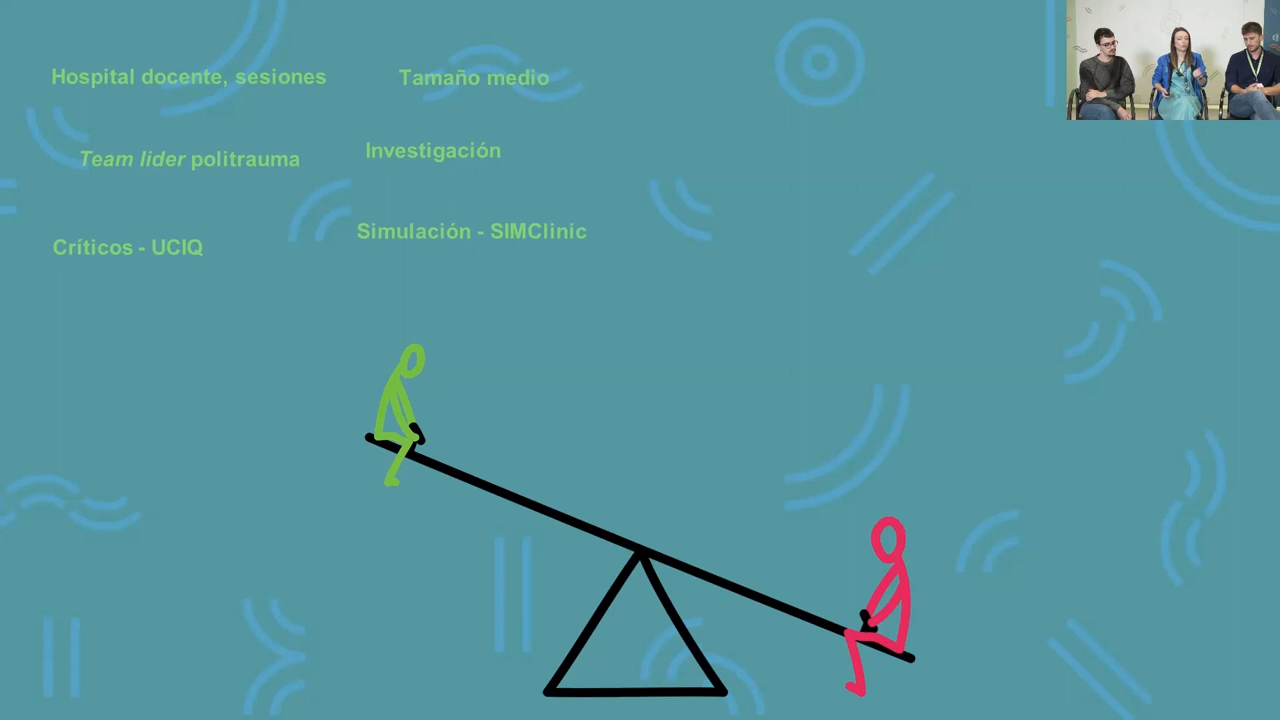 Hospital docente, sesiones
Tamaño medio
Team lider politrauma
Investigación
Críticos - UCIQ
Simulación - SIMClinic